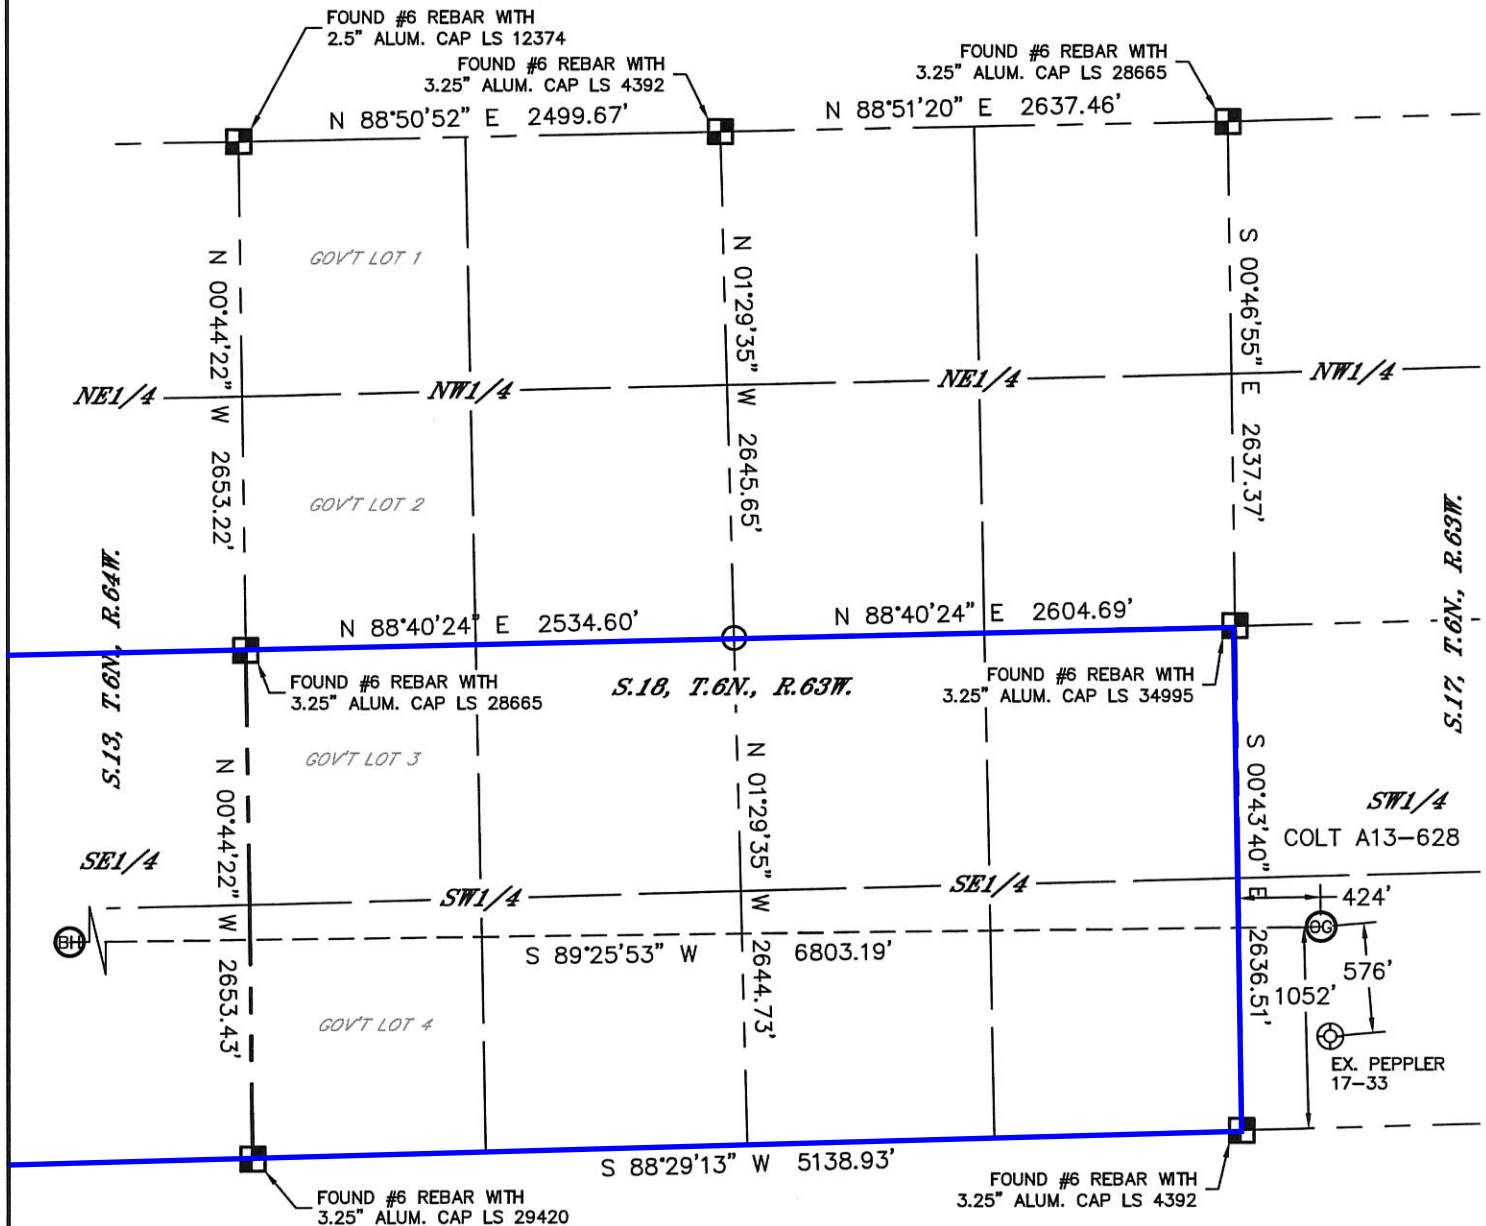 FOUND #6 REBAR WITH
2.5" ALUM. CAP LS 12374
FOUND #6 REBAR WITH
3.25" ALUM. CAP LS 4392
FOUND #6 REBAR WITH
3.25" ALUM. CAP LS 28665
N 88°50'52" E 2499.67'
N 88°51'20" E 2637.46'
N 00°44'22" W 2653.22'
GOV'T LOT 1
N 01°29'35" W 2645.65'
S 00°46'55" E 2637.37'
NE1/4
NW1/4
NE1/4
NW1/4
GOV'T LOT 2
S.13, T.6N., R.64W.
S.17, T.6N., R.63W.
N 88°40'24" E 2534.60'
N 88°40'24" E 2604.69'
FOUND #6 REBAR WITH
3.25" ALUM. CAP LS 28665
S.18, T.6N., R.63W.
FOUND #6 REBAR WITH
3.25" ALUM. CAP LS 34995
GOV'T LOT 3
N 00°44'22" W 2653.43'
N 01°29'35" W 2644.73'
S 00°43'40" E 2636.51'
SW1/4
COLT A13-628
SE1/4
SW1/4
SE1/4
424'
BH
OG
S 89°25'53" W 6803.19'
576'
1052'
GOV'T LOT 4
EX. PEPPLER
17-33
S 88°29'13" W 5138.93'
FOUND #6 REBAR WITH
3.25" ALUM. CAP LS 4392
FOUND #6 REBAR WITH
3.25" ALUM. CAP LS 29420